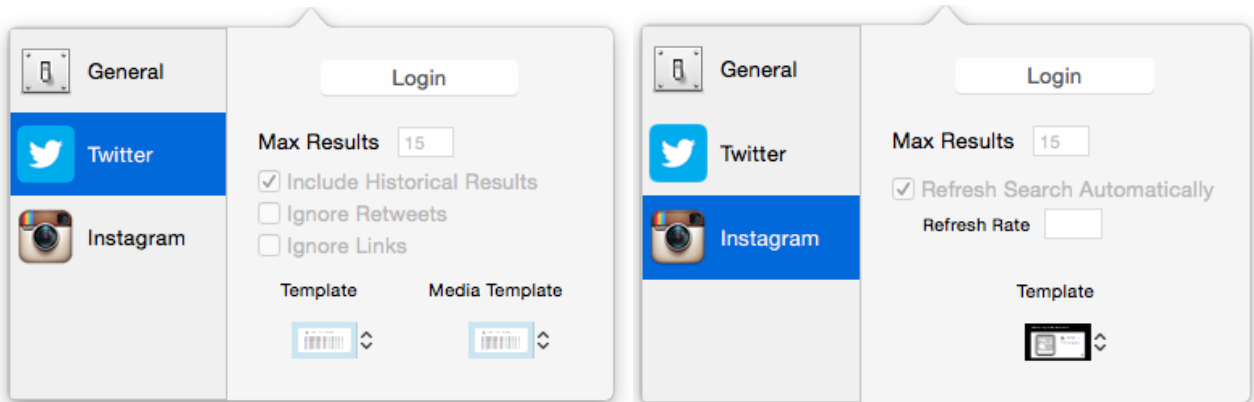 General
Twitter
Instagram
Login
Max Results 15
Include Historical Results
Ignore Retweets
Ignore Links
Template Media Template
General
Twitter
Instagram
Login
Max Results 15
Refresh Search Automatically
Refresh Rate
Template